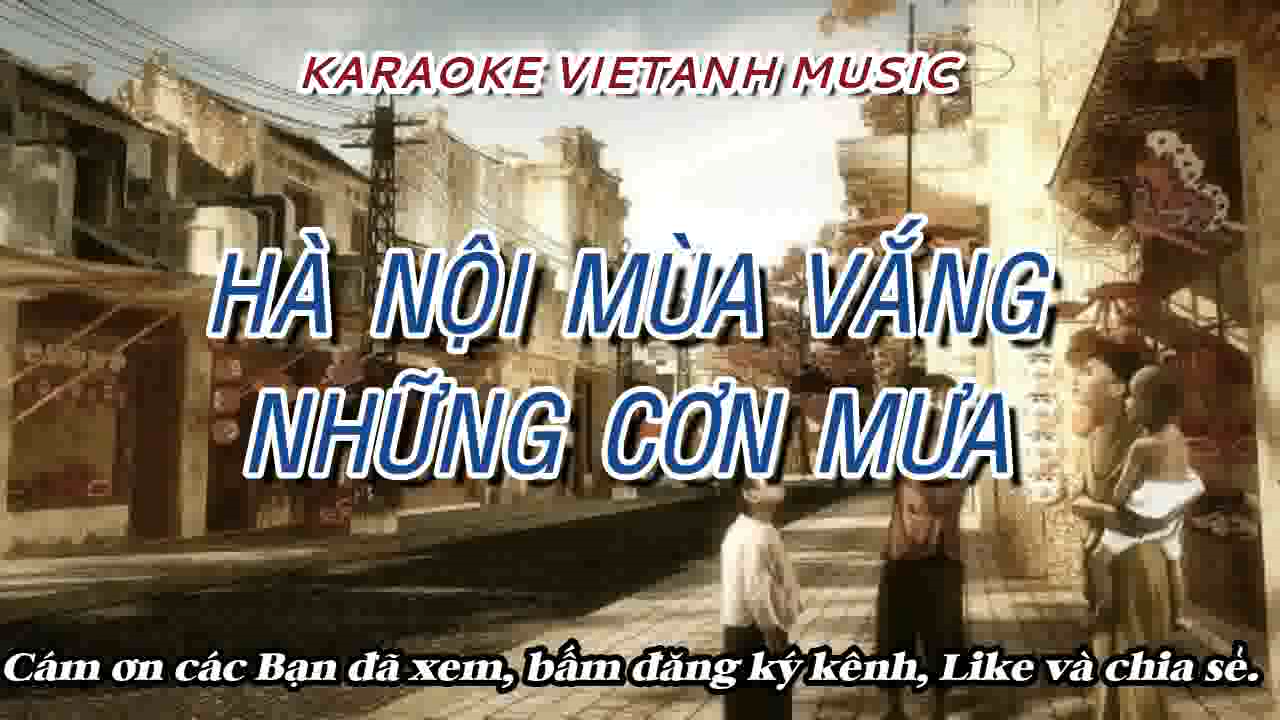 KARAOKE VIETANH MUSIC
HÀ NỘI MÙA VẮNG
NHỮNG CƠN MƯA
Cám ơn các Bạn đã xem, bấm đăng ký kênh, Like và chia sẻ.